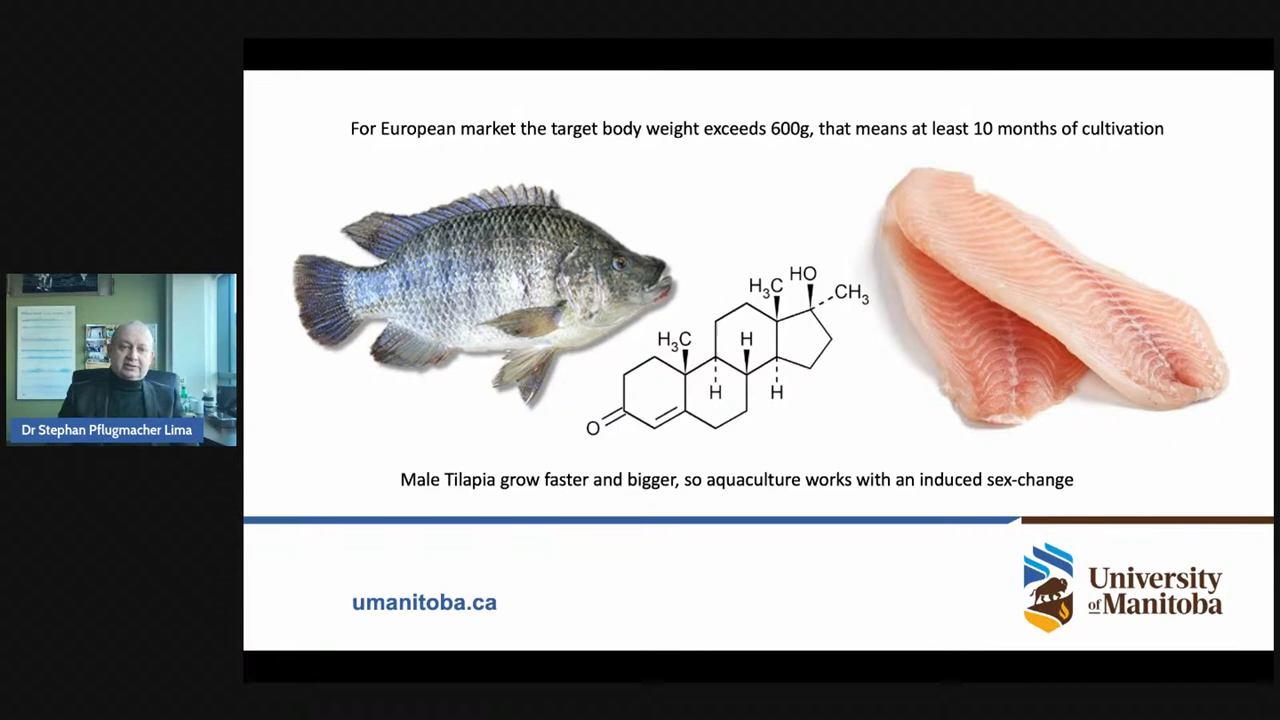 For European market the target body weight exceeds 600g, that means at least 10 months of cultivation
HO
H₃C
CH₃
H₃C
H
H
H
O
Dr Stephan Pflugmacher Lima
Male Tilapia grow faster and bigger, so aquaculture works with an induced sex-change
umanitoba.ca
University
of Manitoba